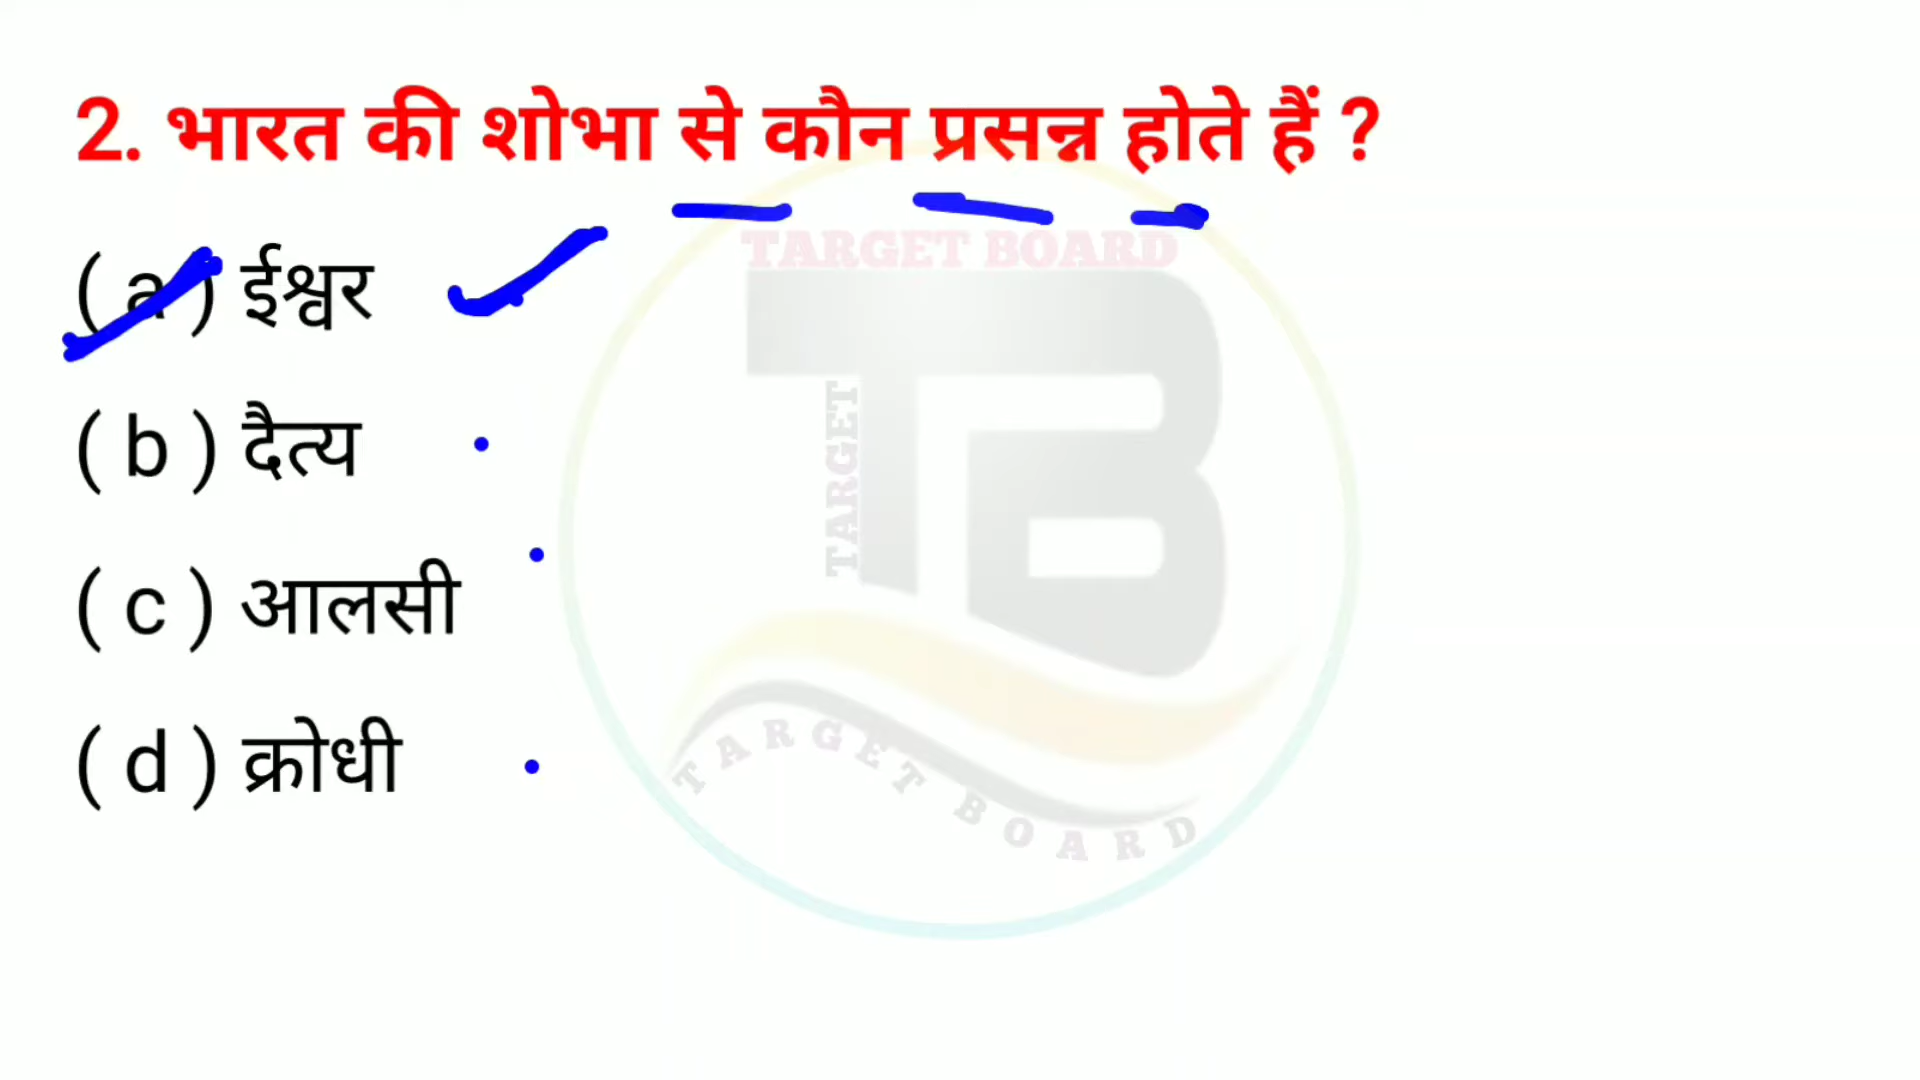 2. भारत की शोभा से कौन प्रसन्न होते हैं ?
( a ) ईश्वर
TARGET BOARD
TB
TARGET
( b ) दैत्य
( c ) आलसी
( d ) क्रोधी
TARGET BOARD